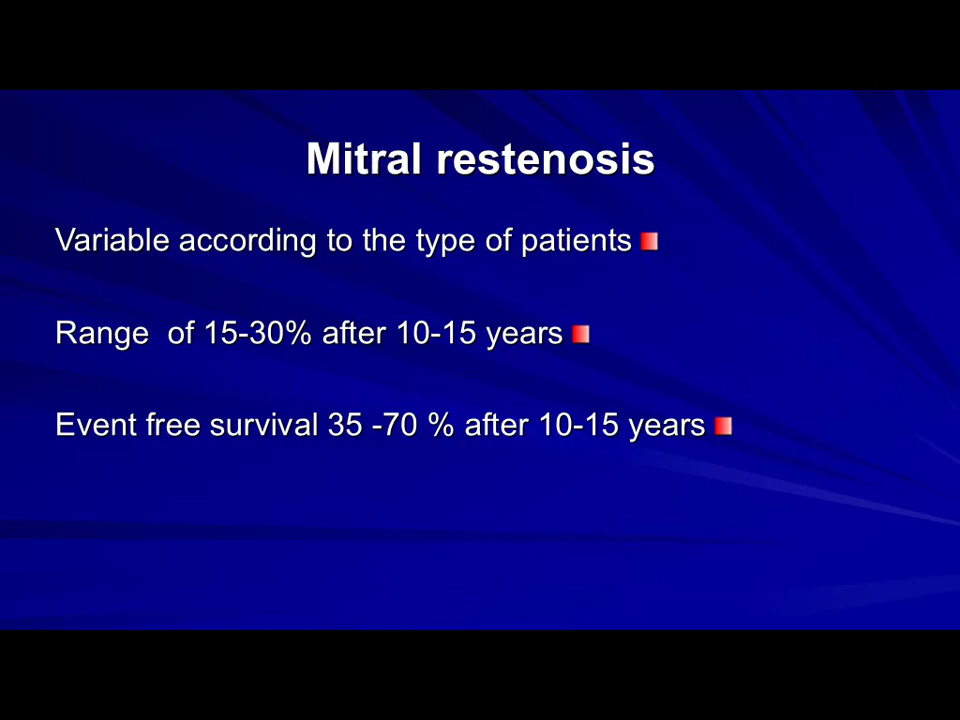 Mitral restenosis
Variable according to the type of patients
Range  of 15-30% after 10-15 years
Event free survival 35 -70 % after 10-15 years